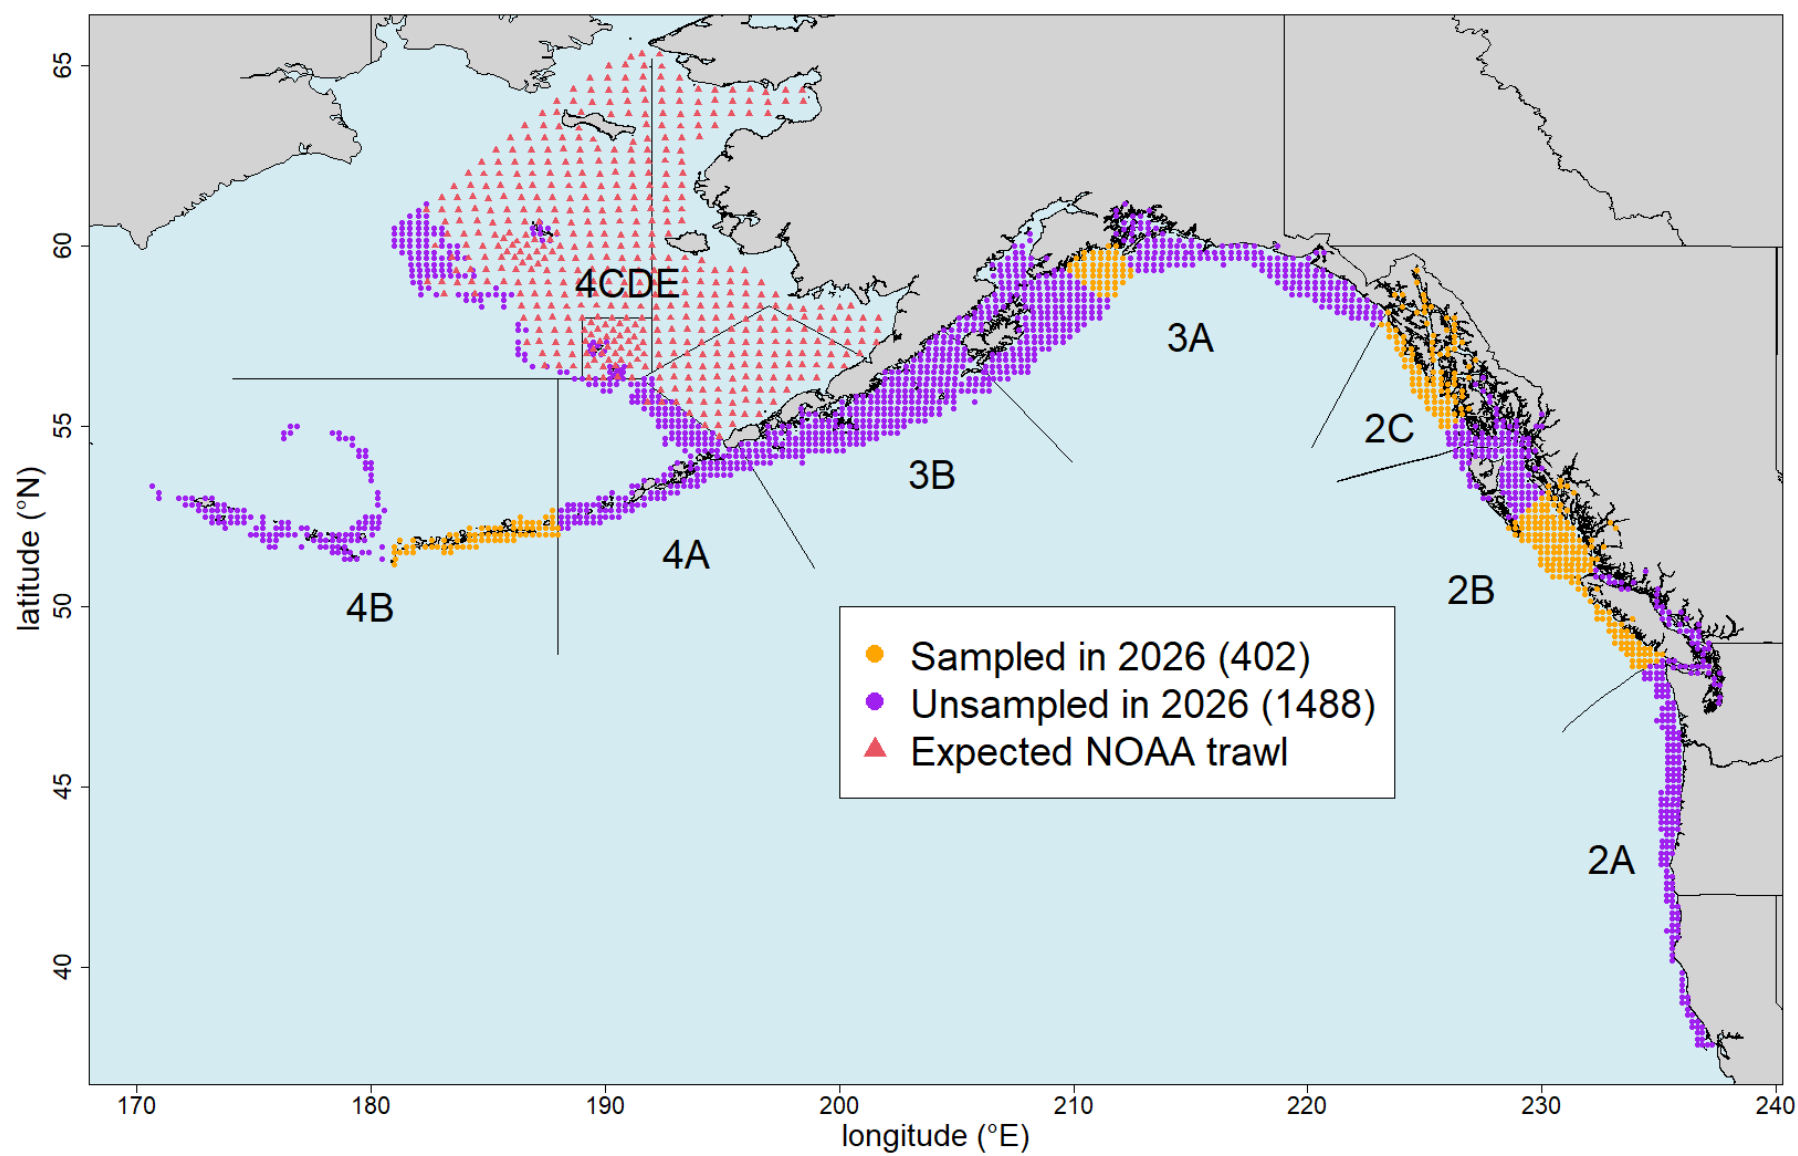 65
60
55
50
45
40
latitude (°N)
4CDE
3A
2C
3B
4A
2B
4B
2A
Sampled in 2026 (402)
Unsampled in 2026 (1488)
Expected NOAA trawl
170
180
190
200
210
220
230
240
longitude (°E)